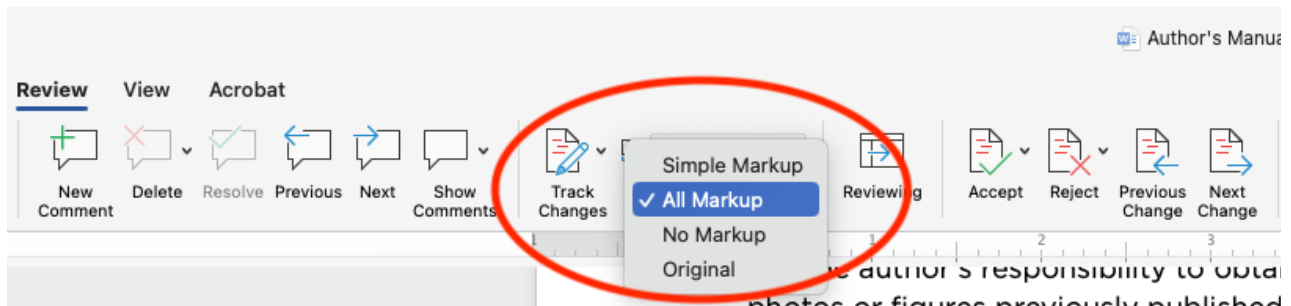 Author's Manua
Review View Acrobat
New Comment
Delete
Resolve
Previous
Next
Show Comments
Track Changes
Simple Markup
✓ All Markup
No Markup
Original
Reviewing
Accept
Reject
Previous Change
Next Change
1 1 2 3
author's responsibility to obtai
photos or figures previously published